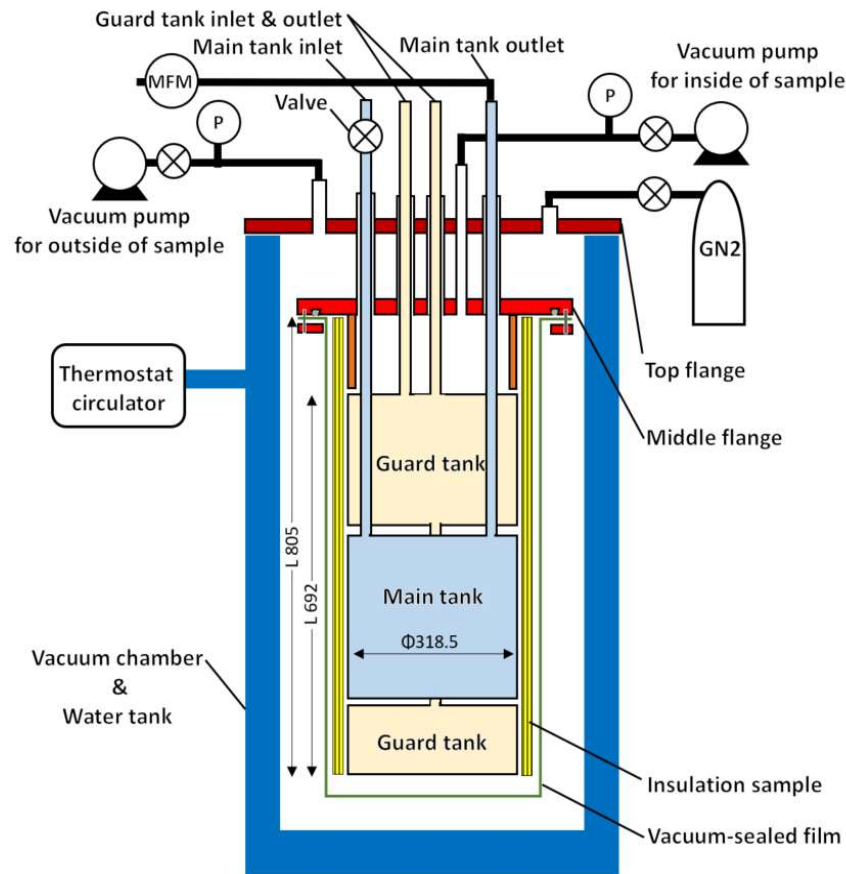 Guard tank inlet & outlet
Main tank inlet
Main tank outlet
Vacuum pump
for inside of sample
MFM
Valve
P
P
Vacuum pump
for outside of sample
GN2
Thermostat
circulator
Top flange
Middle flange
Guard tank
L 805
L 692
Main tank
Φ318.5
Vacuum chamber
&
Water tank
Guard tank
Insulation sample
Vacuum-sealed film